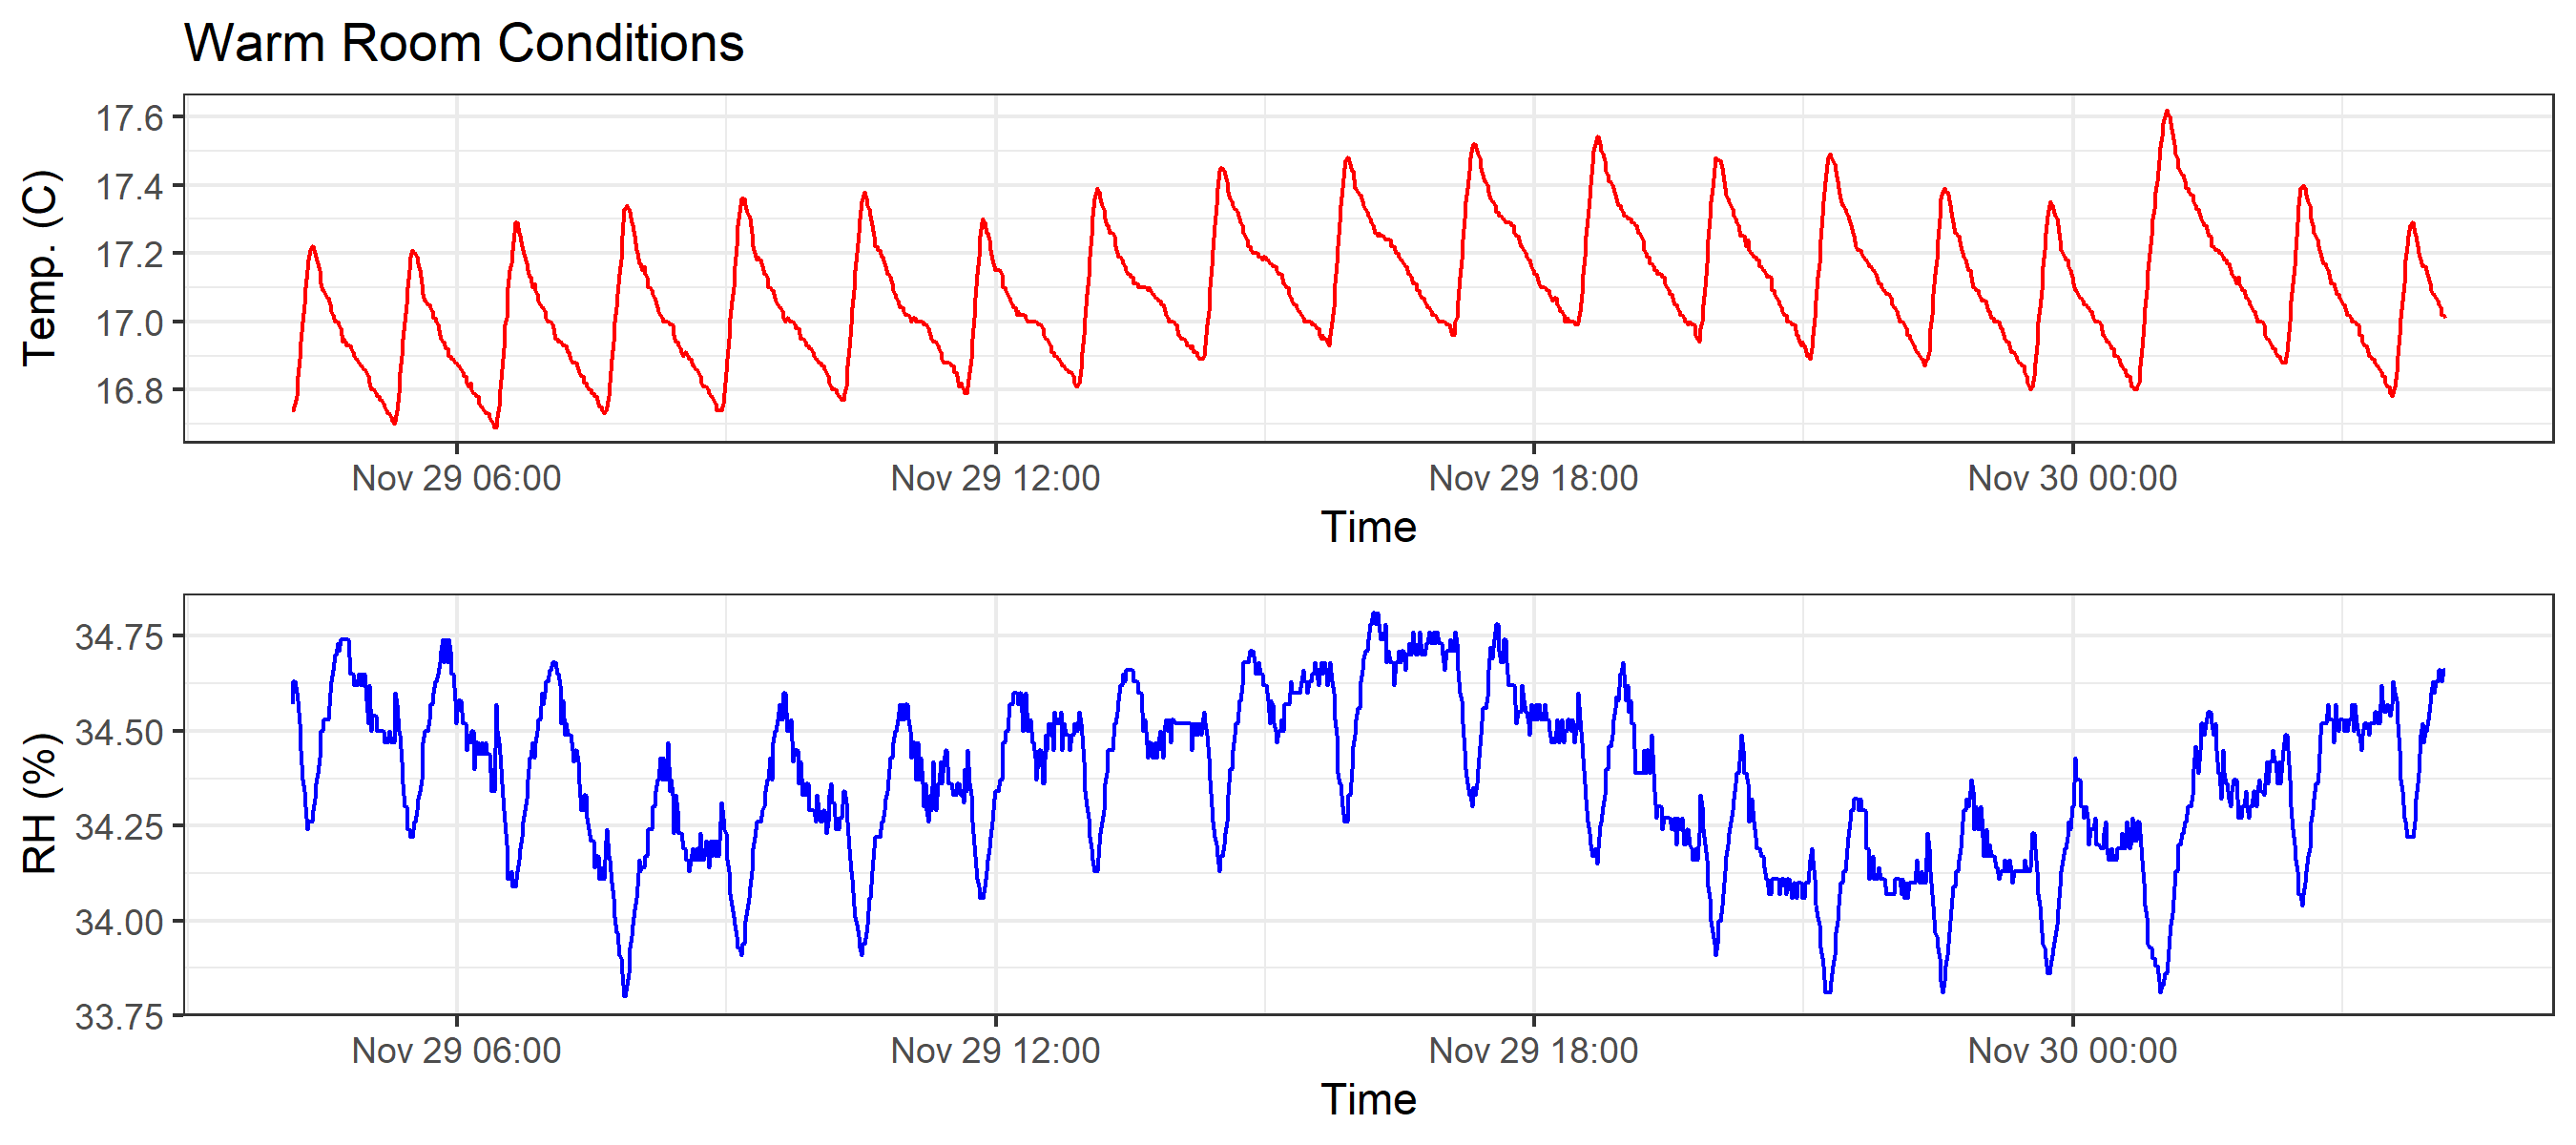 Warm Room Conditions
Temp. (C)
17.6
17.4
17.2
17.0
16.8
Nov 29 06:00 Nov 29 12:00 Nov 29 18:00 Nov 30 00:00
Time
RH (%)
34.75
34.50
34.25
34.00
33.75
Nov 29 06:00 Nov 29 12:00 Nov 29 18:00 Nov 30 00:00
Time